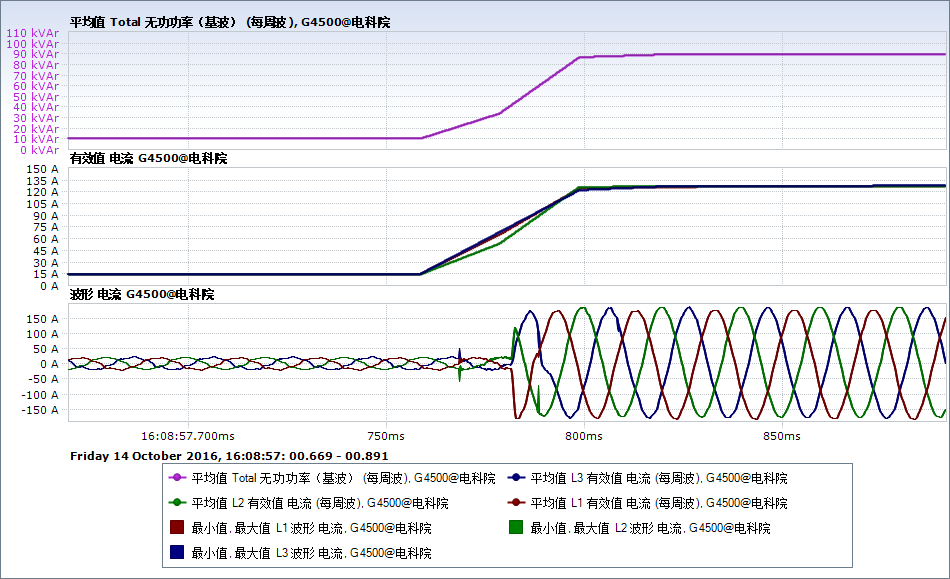 平均值 Total 无功功率（基波） (每周波), G4500@电科院
110 kVAr
100 kVAr
90 kVAr
80 kVAr
70 kVAr
60 kVAr
50 kVAr
40 kVAr
30 kVAr
20 kVAr
10 kVAr
0 kVAr
有效值 电流 G4500@电科院
150 A
135 A
120 A
105 A
90 A
75 A
60 A
45 A
30 A
15 A
0 A
波形 电流 G4500@电科院
150 A
100 A
50 A
0 A
-50 A
-100 A
-150 A
16:08:57.700ms 750ms 800ms 850ms
Friday 14 October 2016, 16:08:57: 00.669 - 00.891
平均值 Total 无功功率（基波） (每周波), G4500@电科院 平均值 L3 有效值 电流 (每周波), G4500@电科院
平均值 L2 有效值 电流 (每周波), G4500@电科院 平均值 L1 有效值 电流 (每周波), G4500@电科院
最小值, 最大值 L1 波形 电流, G4500@电科院 最小值, 最大值 L2 波形 电流, G4500@电科院
最小值, 最大值 L3 波形 电流, G4500@电科院